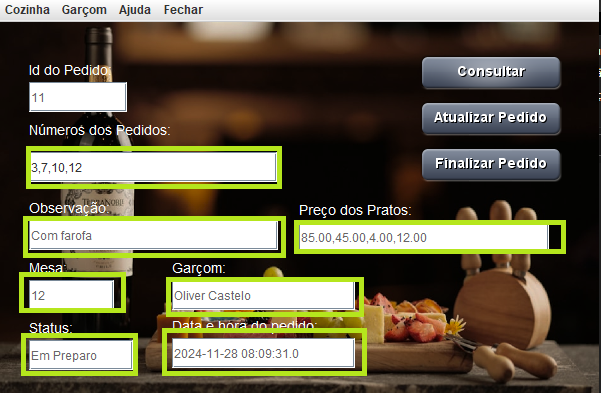 Cozinha Garçom Ajuda Fechar
Id do Pedido:
11
Consultar
Atualizar Pedido
Números dos Pedidos:
3,7,10,12
Finalizar Pedido
Observação:
Com farofa
Preço dos Pratos:
85.00,45.00,4.00,12.00
Mesa:
12
Garçom:
Oliver Castelo
Status:
Em Preparo
Data e hora do pedido:
2024-11-28 08:09:31.0